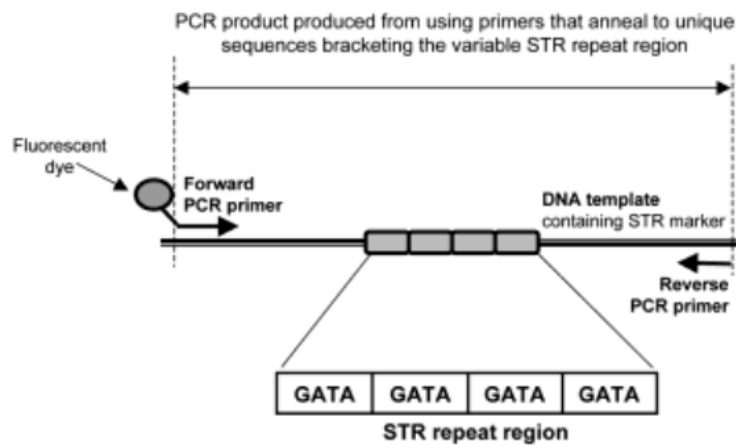 PCR product produced from using primers that anneal to unique
sequences bracketing the variable STR repeat region
Fluorescent
dye
Forward
PCR primer
DNA template
containing STR marker
Reverse
PCR primer
GATA GATA GATA GATA
STR repeat region